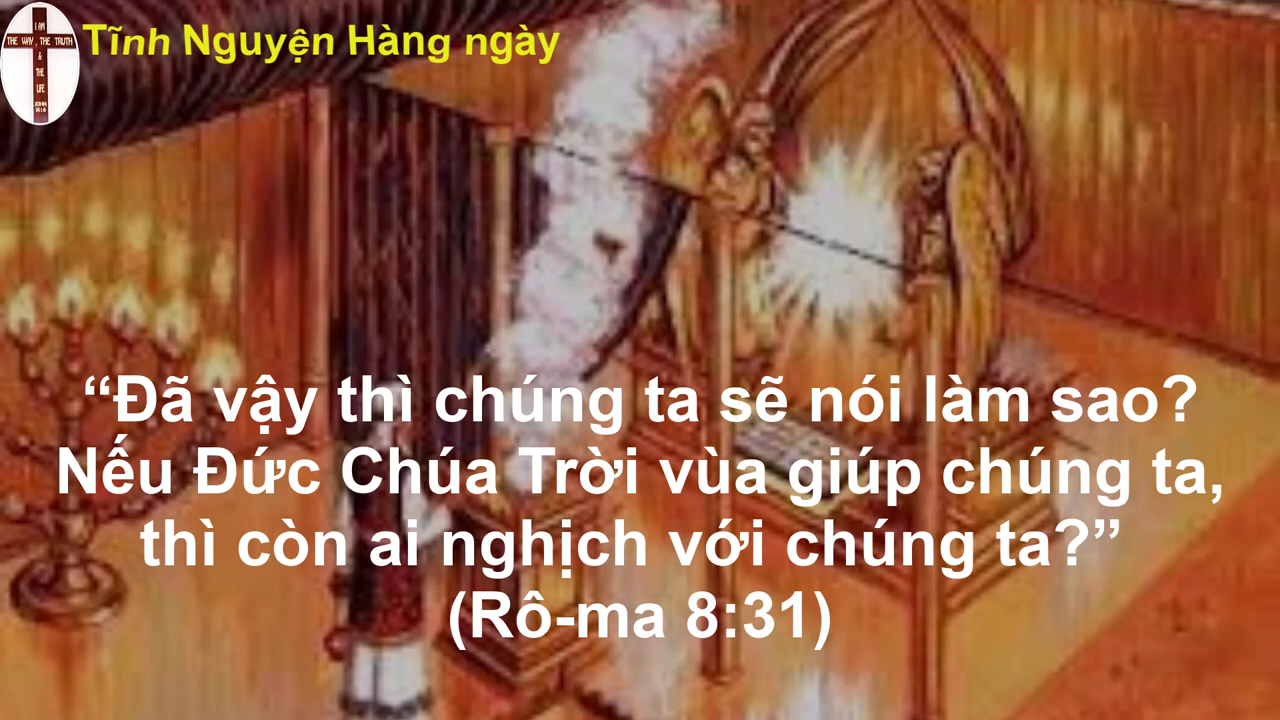 I AM
THE WAY, THE TRUTH
&
THE
LIFE
JOHN
14:6
Tĩnh Nguyện Hàng ngày
“Đã vậy thì chúng ta sẽ nói làm sao?
Nếu Đức Chúa Trời vùa giúp chúng ta,
thì còn ai nghịch với chúng ta?”
(Rô-ma 8:31)